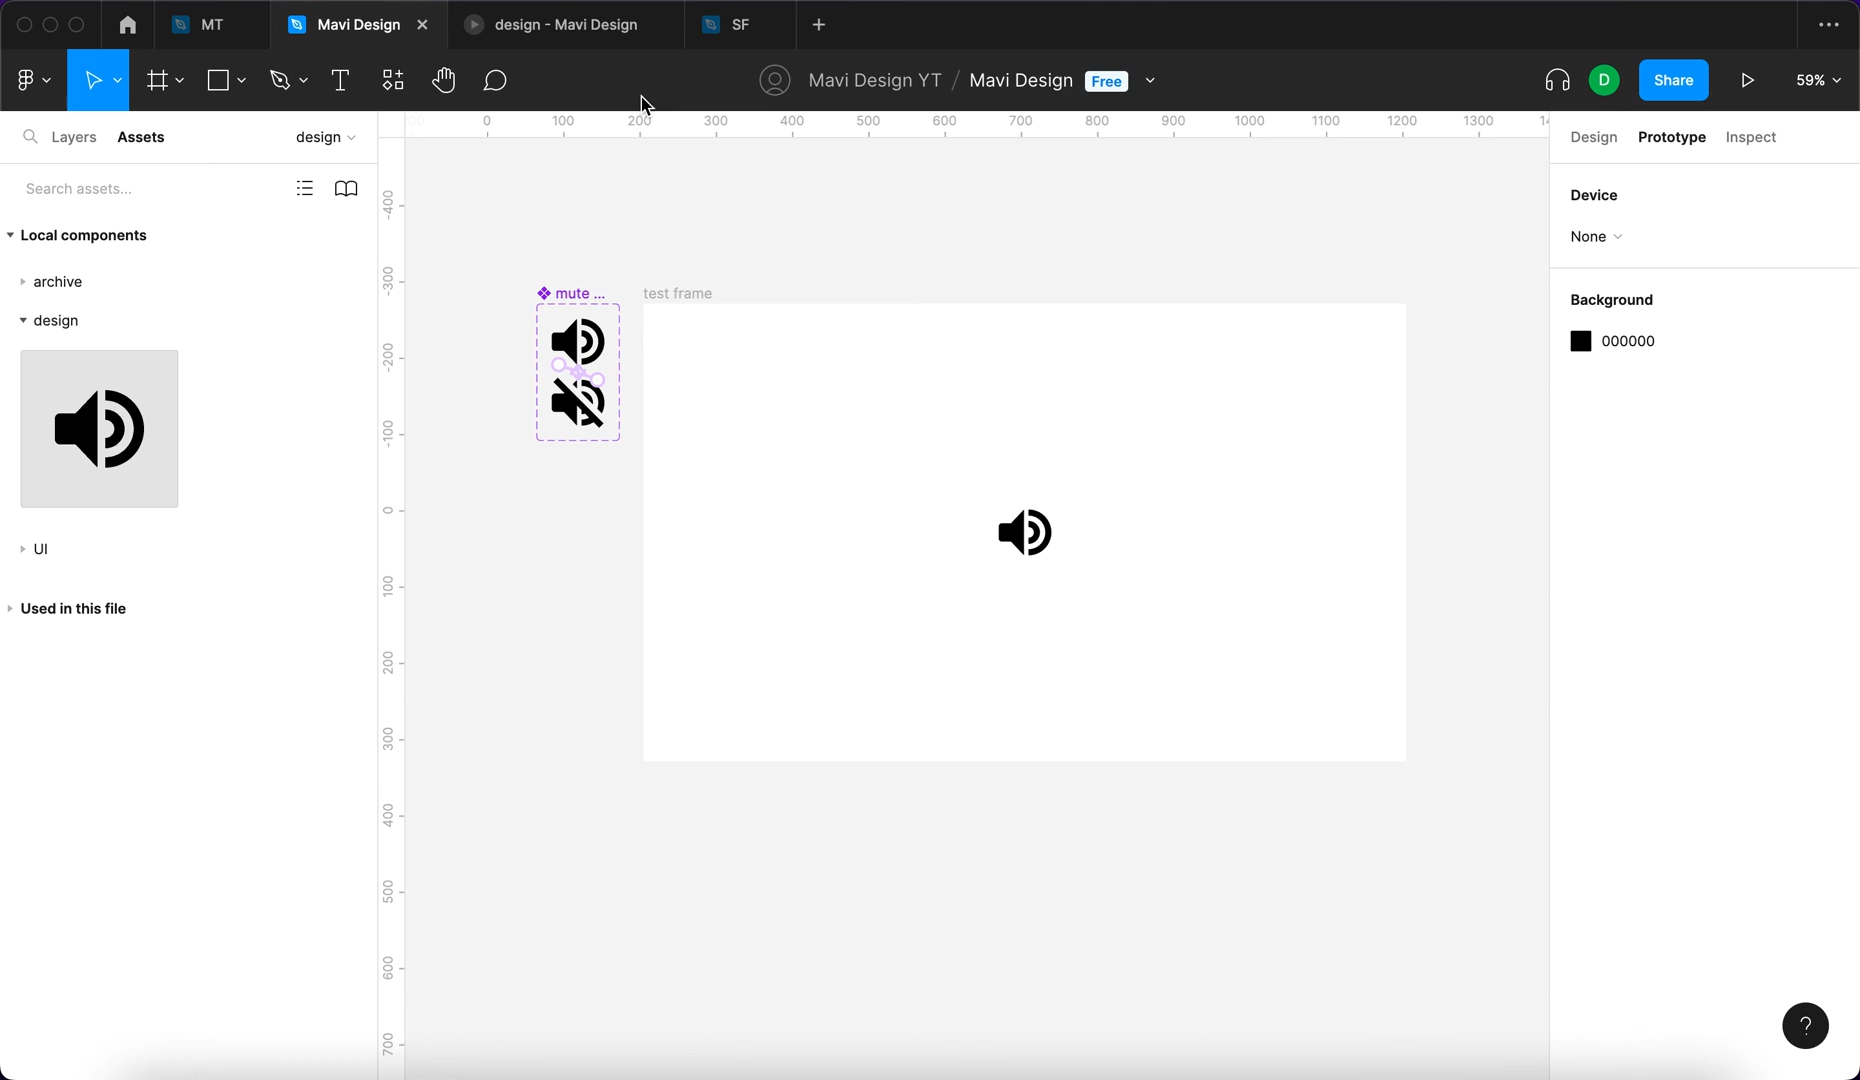 MT
Mavi Design
design - Mavi Design
SF
Mavi Design YT / Mavi Design Free
D
Share
59%
Layers Assets design
Search assets...
Local components
archive
design
UI
Used in this file
0 100 200 300 400 500 600 700 800 900 1000 1100 1200 1300
-400
-300
-200
-100
0
100
200
300
400
500
600
700
mute ...
test frame
Design Prototype Inspect
Device
None
Background
000000
?